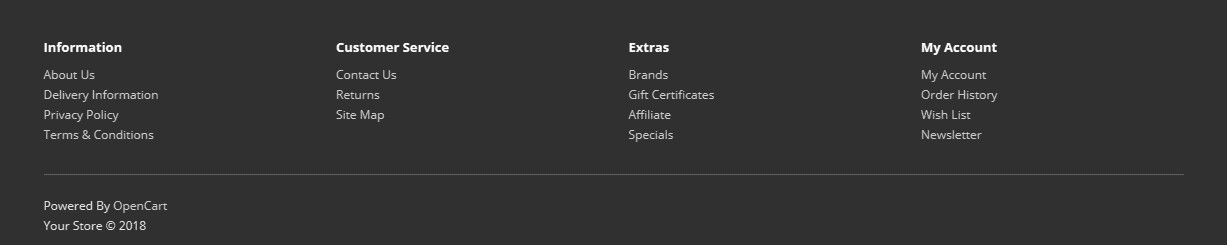 Information
About Us
Delivery Information
Privacy Policy
Terms & Conditions
Customer Service
Contact Us
Returns
Site Map
Extras
Brands
Gift Certificates
Affiliate
Specials
My Account
My Account
Order History
Wish List
Newsletter
Powered By OpenCart
Your Store © 2018